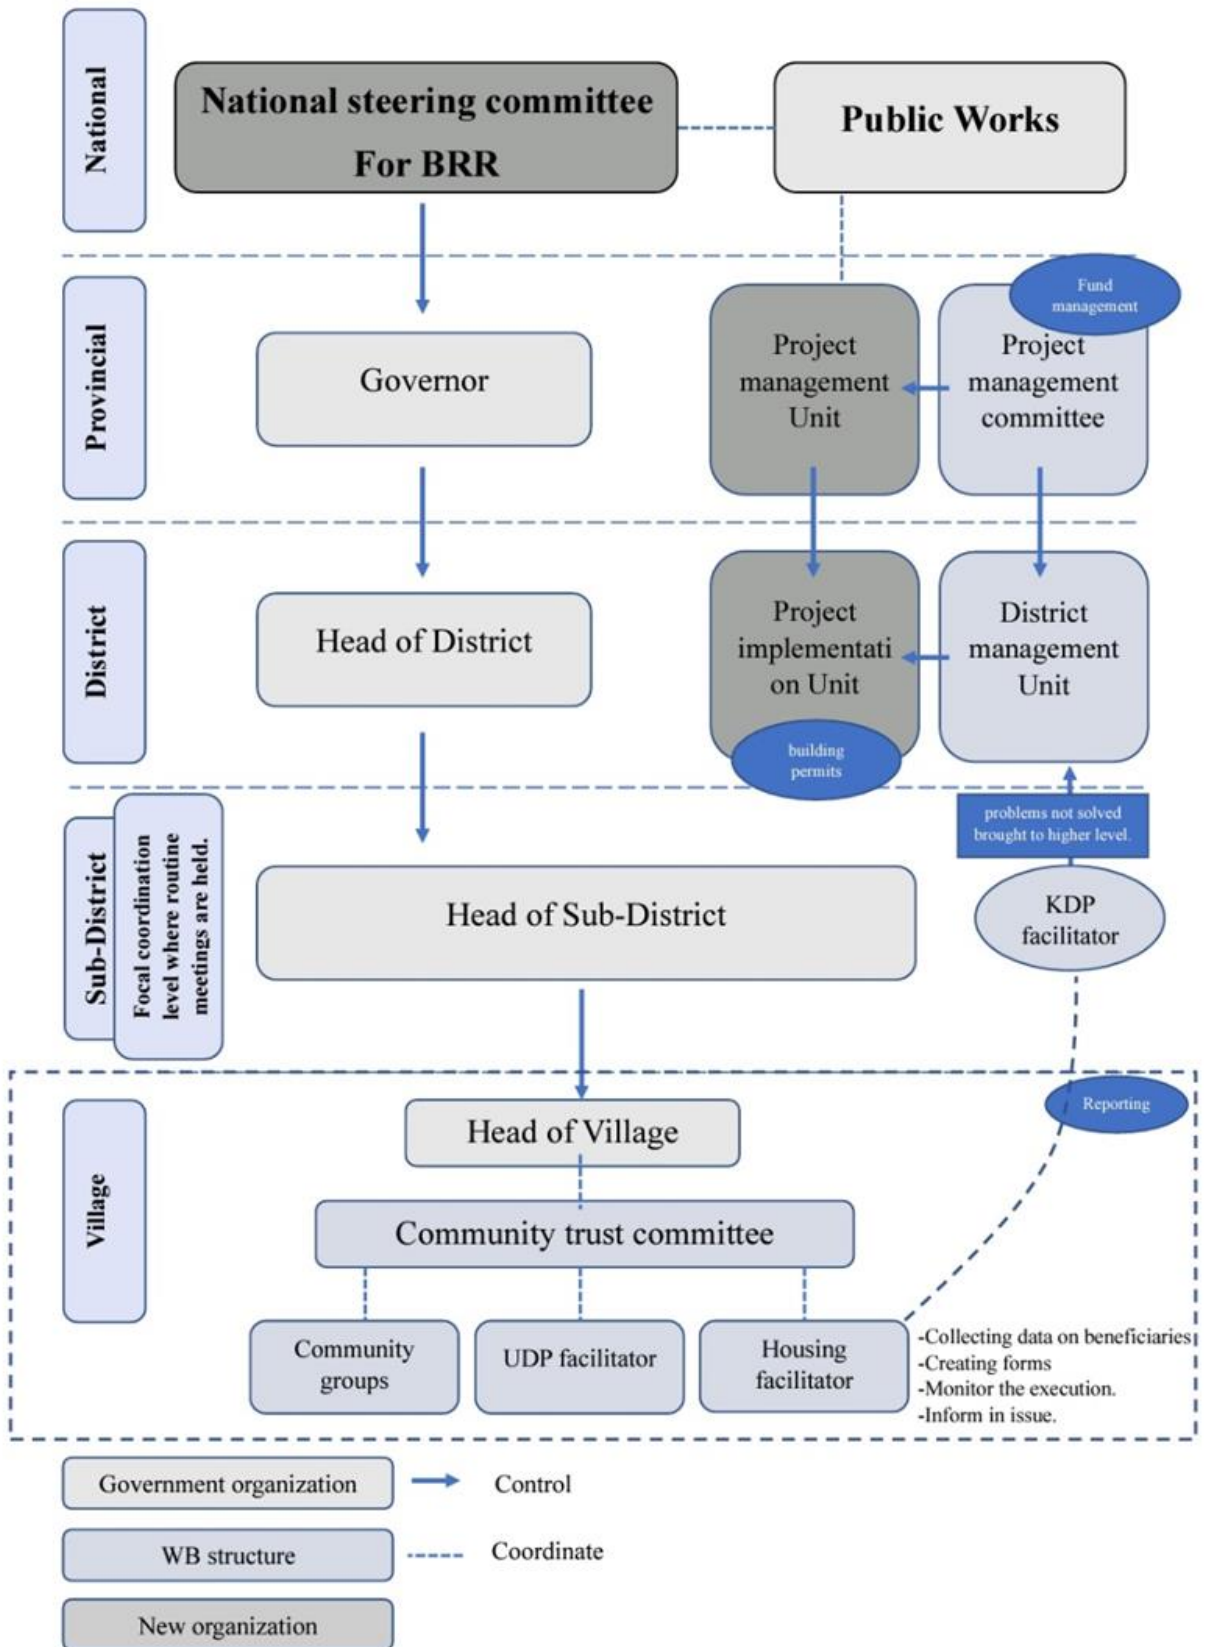 National
National steering committee
For BRR
Public Works
Provincial
Governor
Project
management
Unit
Fund
management
Project
management
committee
District
Head of District
Project
implementati
on Unit
building
permits
District
management
Unit
Sub-District
Focal coordination
level where routine
meetings are held.
Head of Sub-District
problems not solved
brought to higher level.
KDP
facilitator
Village
Head of Village
Reporting
Community trust committee
Community
groups
UDP facilitator
Housing
facilitator
-Collecting data on beneficiaries
-Creating forms
-Monitor the execution.
-Inform in issue.
Government organization
Control
WB structure
Coordinate
New organization